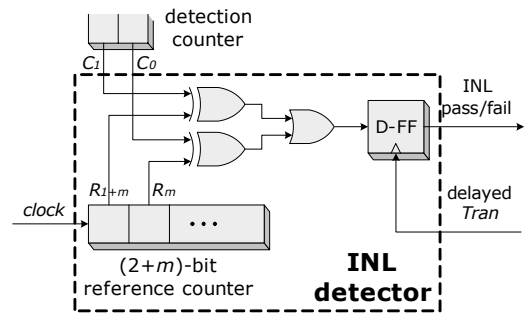 detection
counter
C1 C0
INL
pass/fail
D-FF
R1+m Rm
delayed
Tran
clock
...
(2+m)-bit
reference counter
INL
detector